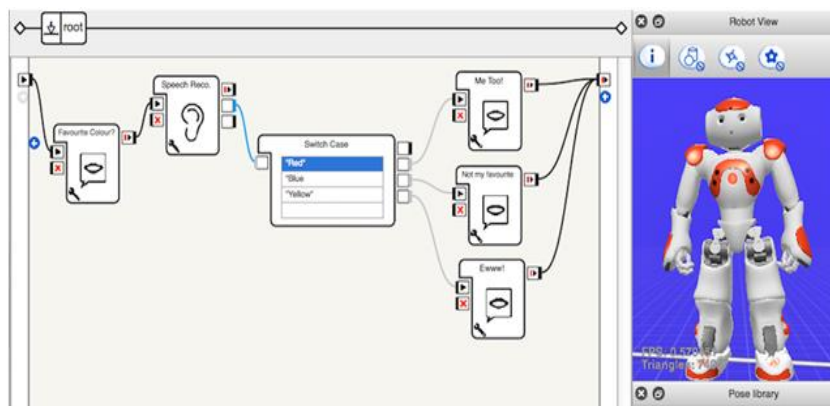 root
Robot View
Speech Reco.
Favourite Colour?
Switch Case
"Red"
"Blue
"Yellow"
Me Too!
Not my favourite
Ewww!
Pose library